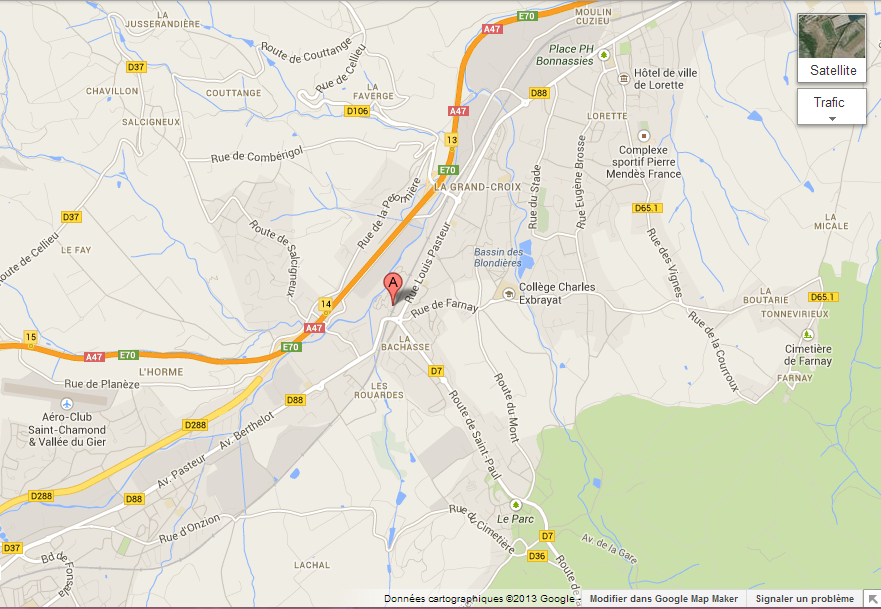 LA
JUSSERANDIÈRE
MOULIN
CUZIEU
E70
A47
Route de Couttange
Rue de Cellieu
Place PH
Bonnassies
Hôtel de ville
de Lorette
Satellite
D37
CHAVILLON
COUTTANGE
LA
FAVERGE
D88
Trafic
D106
A47
SALCIGNEUX
LORETTE
13
Complexe
sportif Pierre
Mendès France
Rue de Combérigol
E70
LA GRAND-CROIX
Rue du Stade
Rue Eugène Brosse
Rue de la Peronnière
D65.1
D37
LA
MICALE
Route de Salcigneux
Rue Louis Pasteur
Rue des Vignes
Route de Cellieu
LE FAY
Bassin des
Blondières
A
Collège Charles
Exbrayat
LA
BOUTARIE
D65.1
TONNEVIRIEUX
14
Rue de Farnay
A47
Rue de la Courroux
15
E70
LA
BACHASSE
Cimetière
de Farnay
A47
E70
L'HORME
D7
FARNAY
Rue de Planèze
LES
ROUARDES
Route du Mont
D88
Aéro-Club
Saint-Chamond
& Vallée du Gier
D288
Av. Berthelot
Route de Saint-Paul
Av. Pasteur
D288
D88
Rue d'Onzion
Rue du Cimetière
Le Parc
D7
D37
Bd de Fonsala
D36
Av de la Gare
LACHAL
Route de la
Données cartographiques ©2013 Google -
Modifier dans Google Map Maker
Signaler un problème